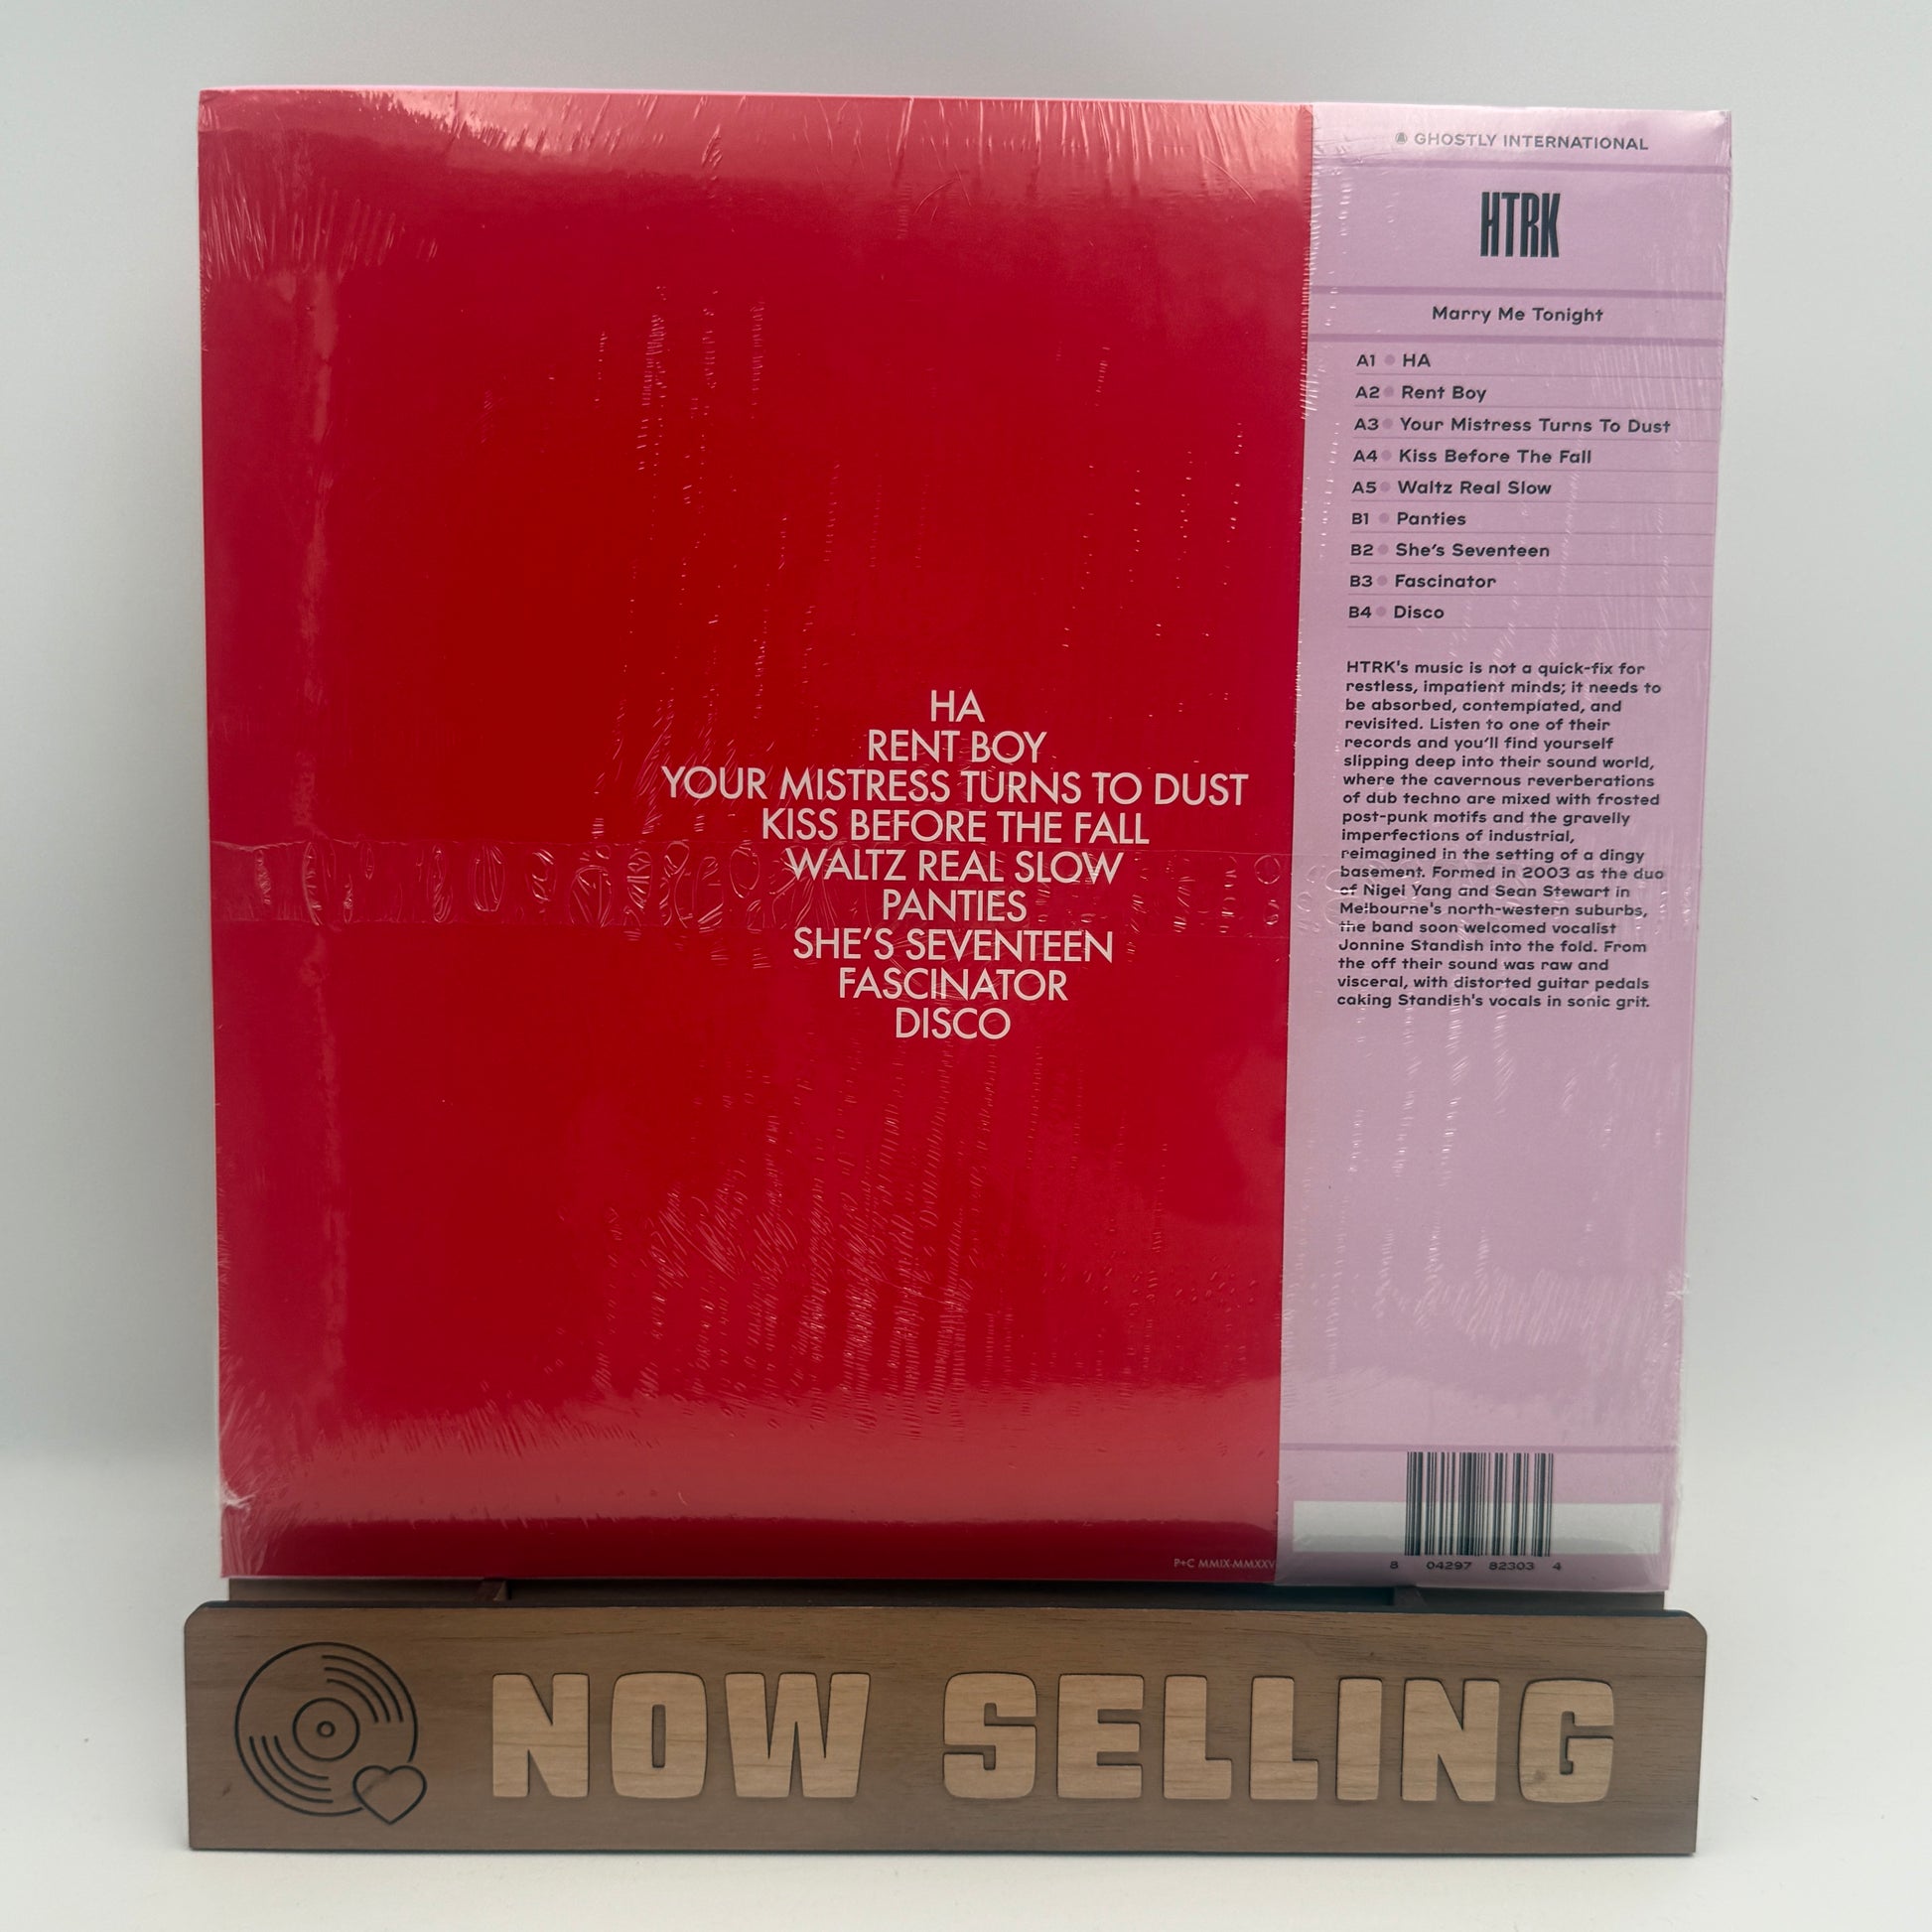 HA
RENT BOY
YOUR MISTRESS TURNS TO DUST
KISS BEFORE THE FALL
WALTZ REAL SLOW
PANTIES
SHE'S SEVENTEEN
FASCINATOR
DISCO
P+C MMIX-MMXXV
GHOSTLY INTERNATIONAL
HTRK
Marry Me Tonight
A1 HA
A2 Rent Boy
A3 Your Mistress Turns To Dust
A4 Kiss Before The Fall
A5 Waltz Real Slow
B1 Panties
B2 She's Seventeen
B3 Fascinator
B4 Disco
HTRK's music is not a quick-fix for
restless, impatient minds; it needs to
be absorbed, contemplated, and
revisited. Listen to one of their
records and you'll find yourself
slipping deep into their sound world,
where the cavernous reverberations
of dub techno are mixed with frosted
post-punk motifs and the gravelly
imperfections of industrial,
reimagined in the setting of a dingy
basement. Formed in 2003 as the duo
of Nigel Yang and Sean Stewart in
Melbourne's north-western suburbs,
the band soon welcomed vocalist
Jonnine Standish into the fold. From
the off their sound was raw and
visceral, with distorted guitar pedals
caking Standish's vocals in sonic grit.
8 04297 82303 4
NOW SELLING